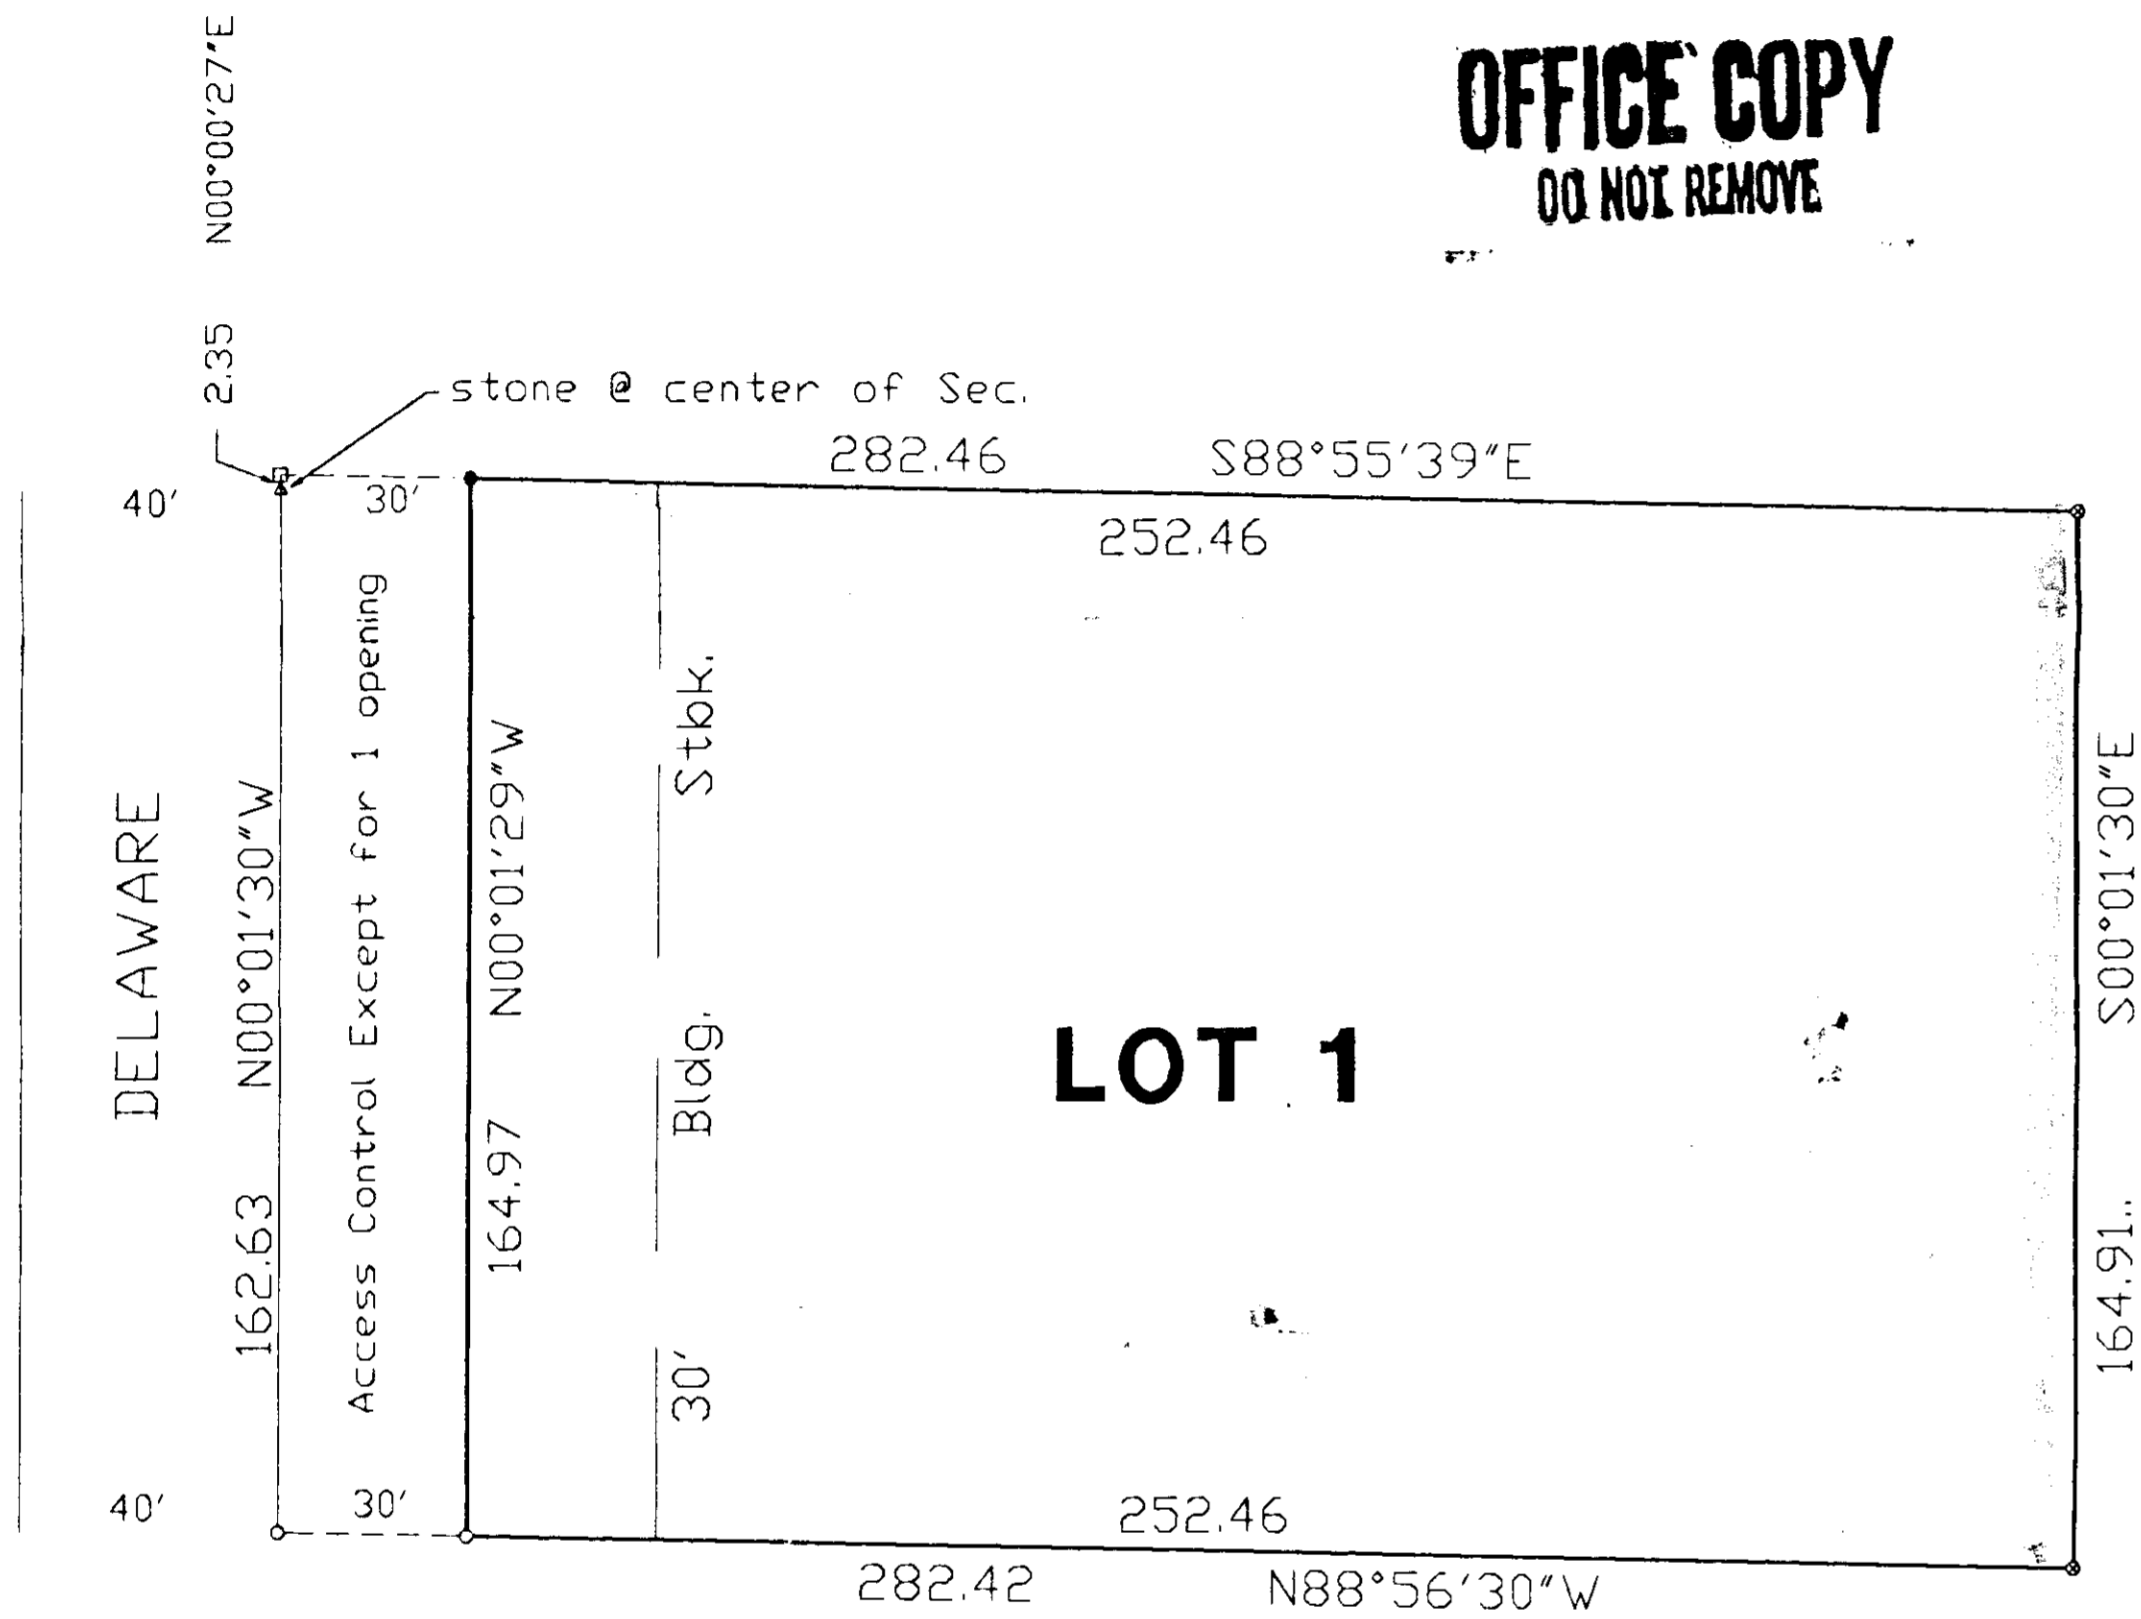 N00°00'27"E
2.35
OFFICE COPY
DO NOT REMOVE
stone @ center of Sec.
282.46 S88°55'39"E
40'
30'
252.46
DELAWARE
162.63 N00°01'30"W
Access Control Except for 1 opening
164.97 N00°01'29"W
30' Bldg. Stbk.
LOT 1
164.91 S00°01'30"E
40'
30'
252.46
282.42 N88°56'30"W